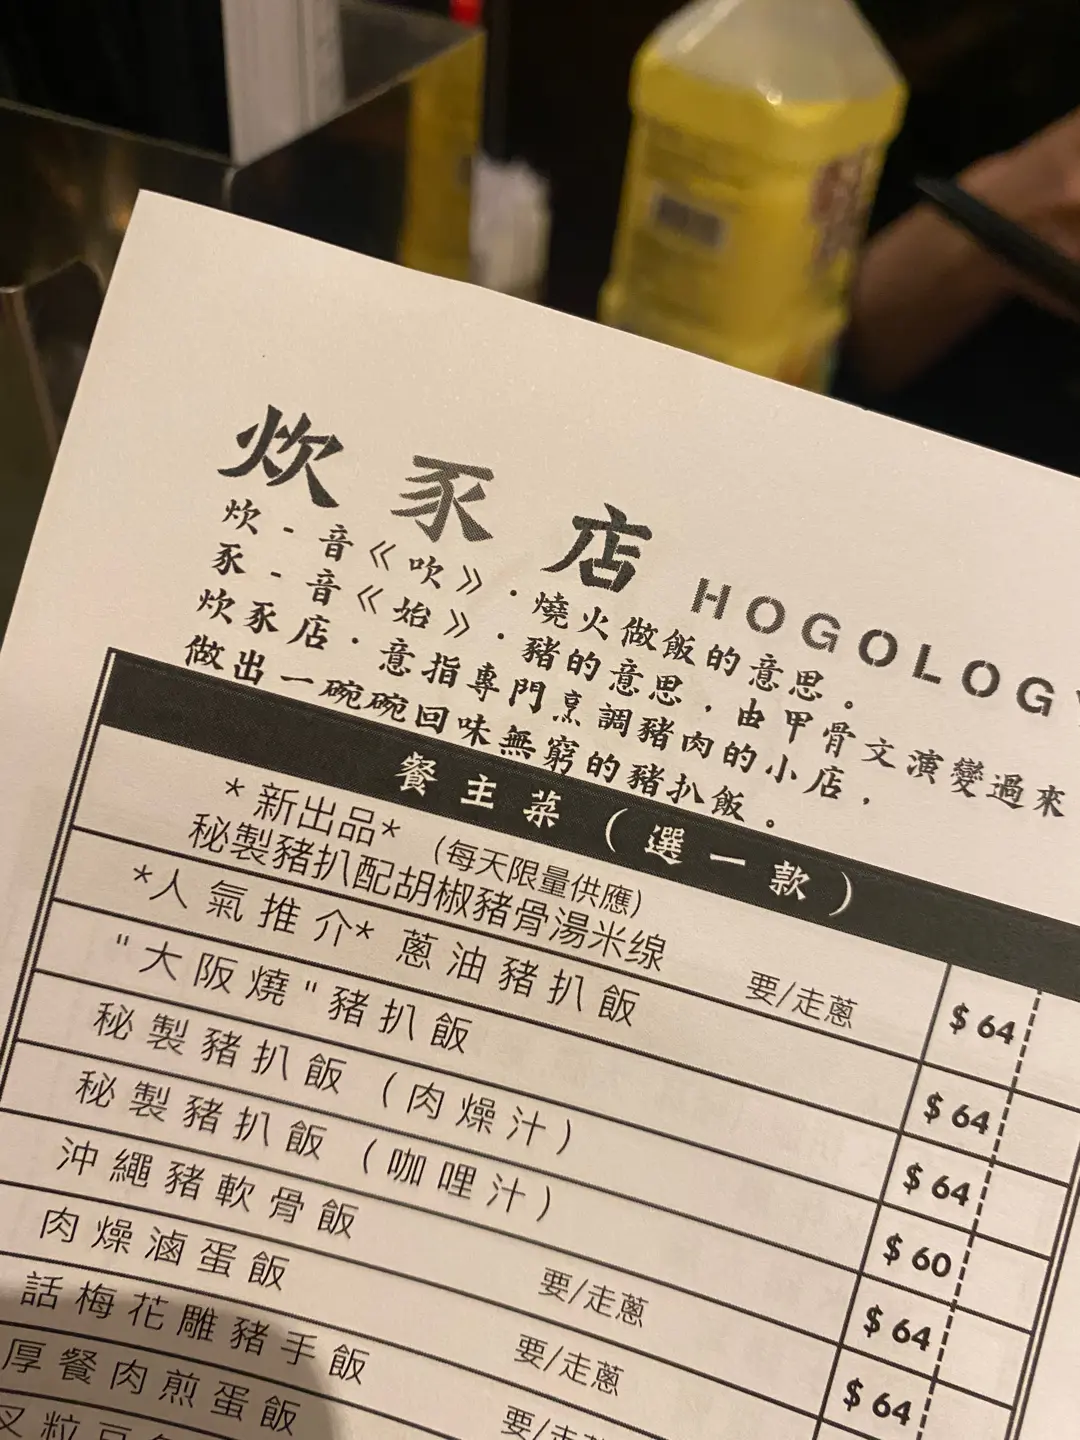 炊豕店 HOGOLOGY
炊-音《吹》·燒火做飯的意思。
豕-音《始》·豬的意思，由甲骨文演變過來
炊豕店·意指專門烹調豬肉的小店，
做出一碗碗回味無窮的豬扒飯。
餐主菜（選一款）
*新出品* (每天限量供應)
秘製豬扒配胡椒豬骨湯米线 要/走蔥 $64
*人氣推介* 蔥油豬扒飯 $64
"大阪燒"豬扒飯 $64
秘製豬扒飯（肉燥汁） $60
秘製豬扒飯（咖哩汁） $64
沖繩豬軟骨飯 要/走蔥 $64
肉燥滷蛋飯 要/走蔥
話梅花雕豬手飯 要/走
厚餐肉煎蛋飯